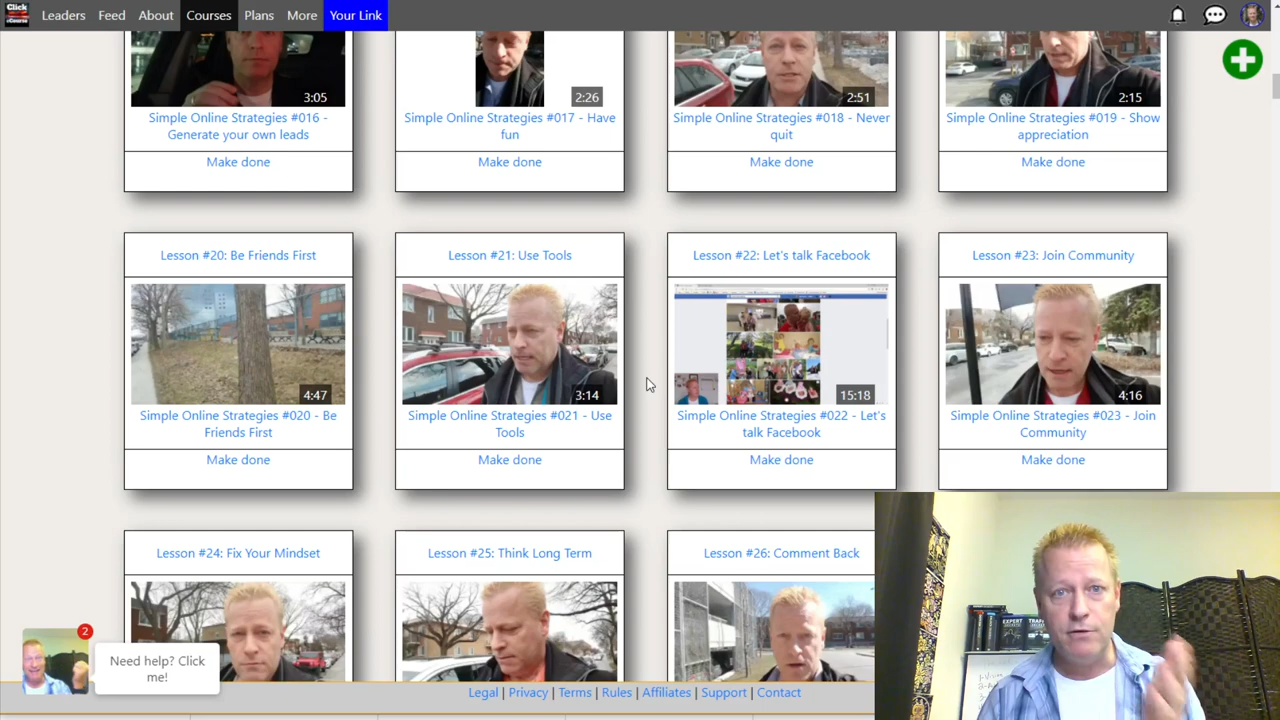 Click
eCourse
Leaders
Feed
About
Courses
Plans
More
Your Link
3:05
2:26
2:51
2:15
Simple Online Strategies #016 -
Generate your own leads
Simple Online Strategies #017 - Have
fun
Simple Online Strategies #018 - Never
quit
Simple Online Strategies #019 - Show
appreciation
Make done
Make done
Make done
Make done
Lesson #20: Be Friends First
Lesson #21: Use Tools
Lesson #22: Let's talk Facebook
Lesson #23: Join Community
4:47
3:14
15:18
4:16
Simple Online Strategies #020 - Be
Friends First
Simple Online Strategies #021 - Use
Tools
Simple Online Strategies #022 - Let's
talk Facebook
Simple Online Strategies #023 - Join
Community
Make done
Make done
Make done
Make done
Lesson #24: Fix Your Mindset
Lesson #25: Think Long Term
Lesson #26: Comment Back
2
Need help? Click
me!
Legal | Privacy | Terms | Rules | Affiliates | Support | Contact
EXPERT
SECRETS